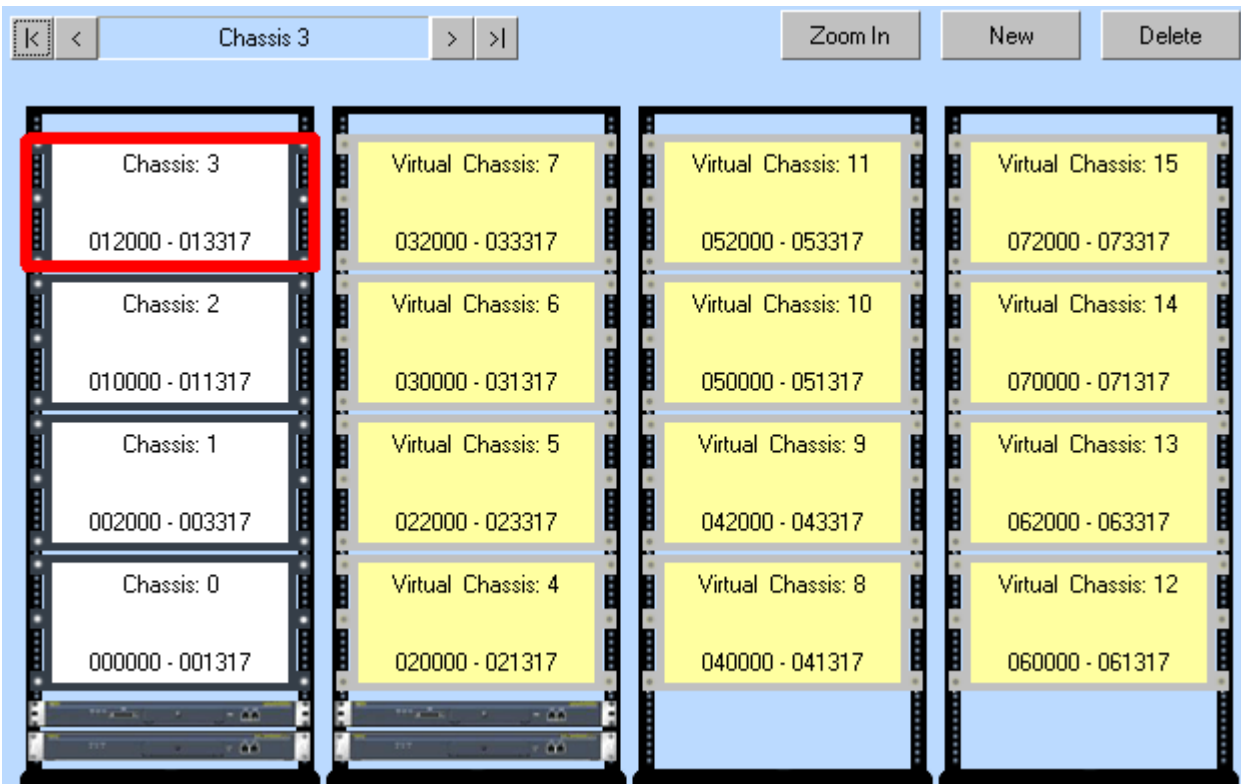 |< < Chassis 3 > >| Zoom In New Delete
Chassis: 3 Virtual Chassis: 7 Virtual Chassis: 11 Virtual Chassis: 15
012000 - 013317 032000 - 033317 052000 - 053317 072000 - 073317
Chassis: 2 Virtual Chassis: 6 Virtual Chassis: 10 Virtual Chassis: 14
010000 - 011317 030000 - 031317 050000 - 051317 070000 - 071317
Chassis: 1 Virtual Chassis: 5 Virtual Chassis: 9 Virtual Chassis: 13
002000 - 003317 022000 - 023317 042000 - 043317 062000 - 063317
Chassis: 0 Virtual Chassis: 4 Virtual Chassis: 8 Virtual Chassis: 12
000000 - 001317 020000 - 021317 040000 - 041317 060000 - 061317